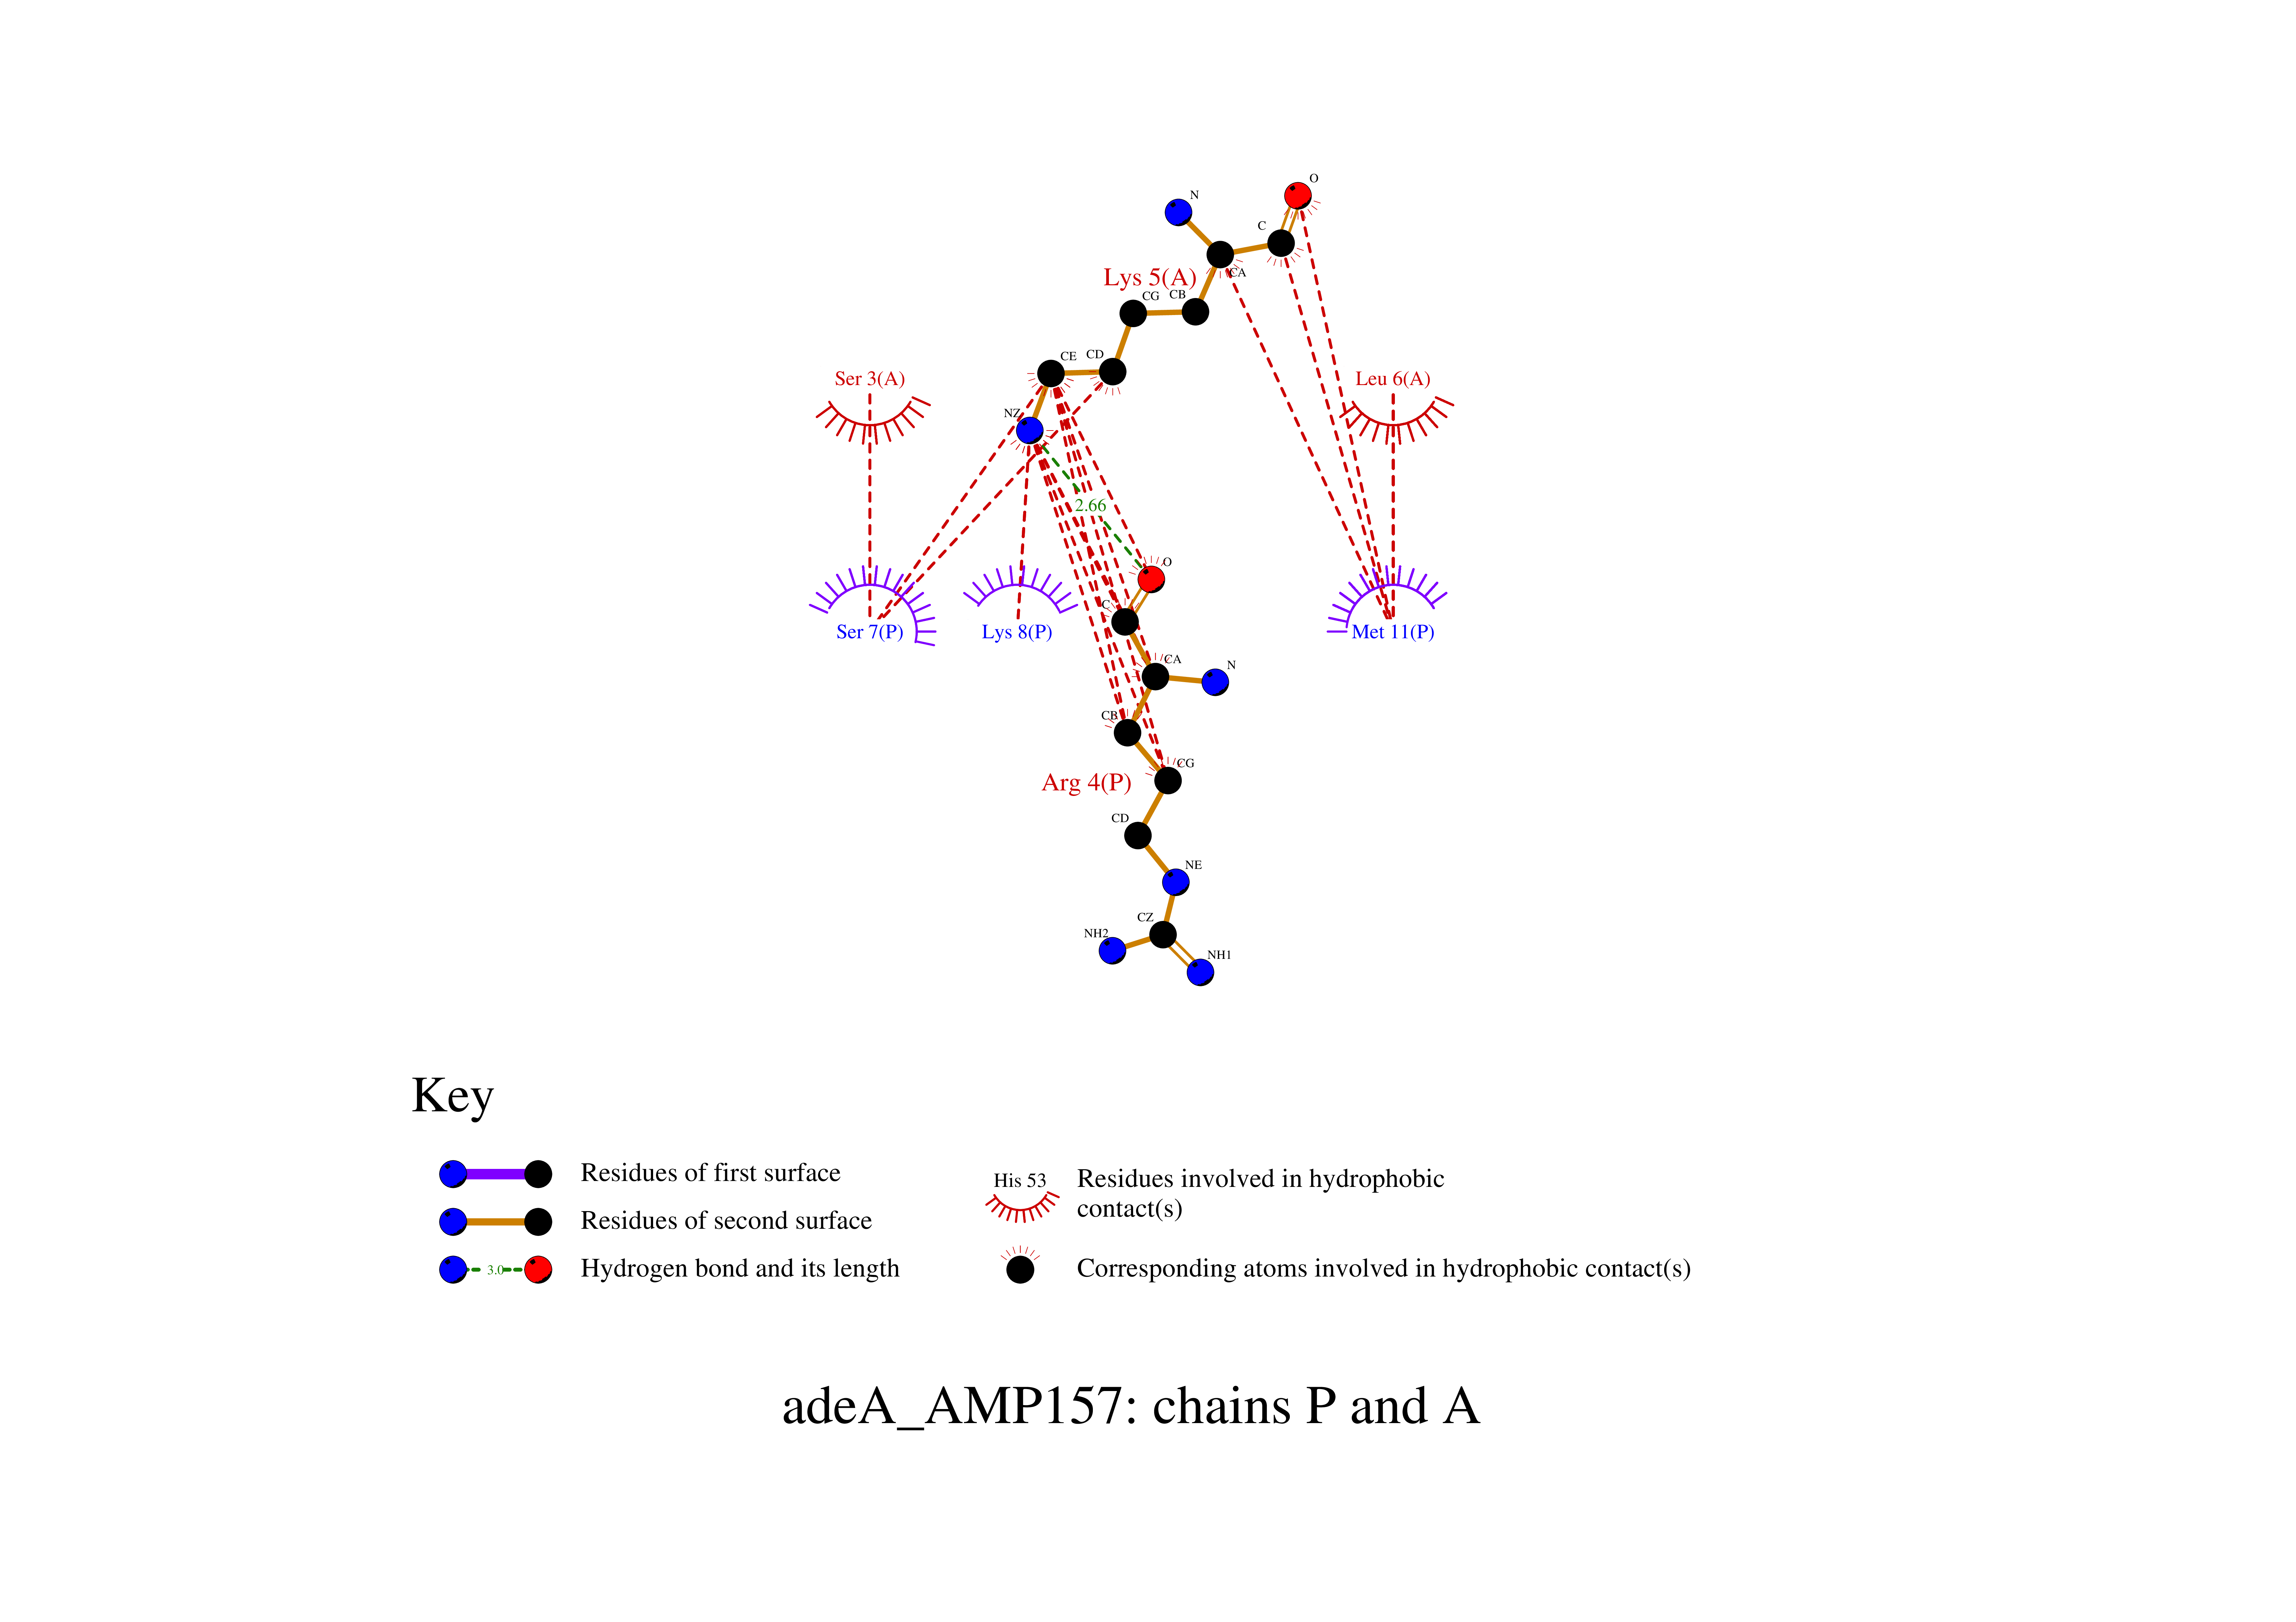 O
N
C
CA
Lys 5(A)
CG
CB
CE
CD
Ser 3(A)
Leu 6(A)
NZ
2.66
O
C
Ser 7(P)
Lys 8(P)
Met 11(P)
CA
N
CB
CG
Arg 4(P)
CD
NE
CZ
NH2
NH1
Key
Residues of first surface
Residues of second surface
3.0
Hydrogen bond and its length
His 53
Residues involved in hydrophobic
contact(s)
Corresponding atoms involved in hydrophobic contact(s)
adeA_AMP157: chains P and A